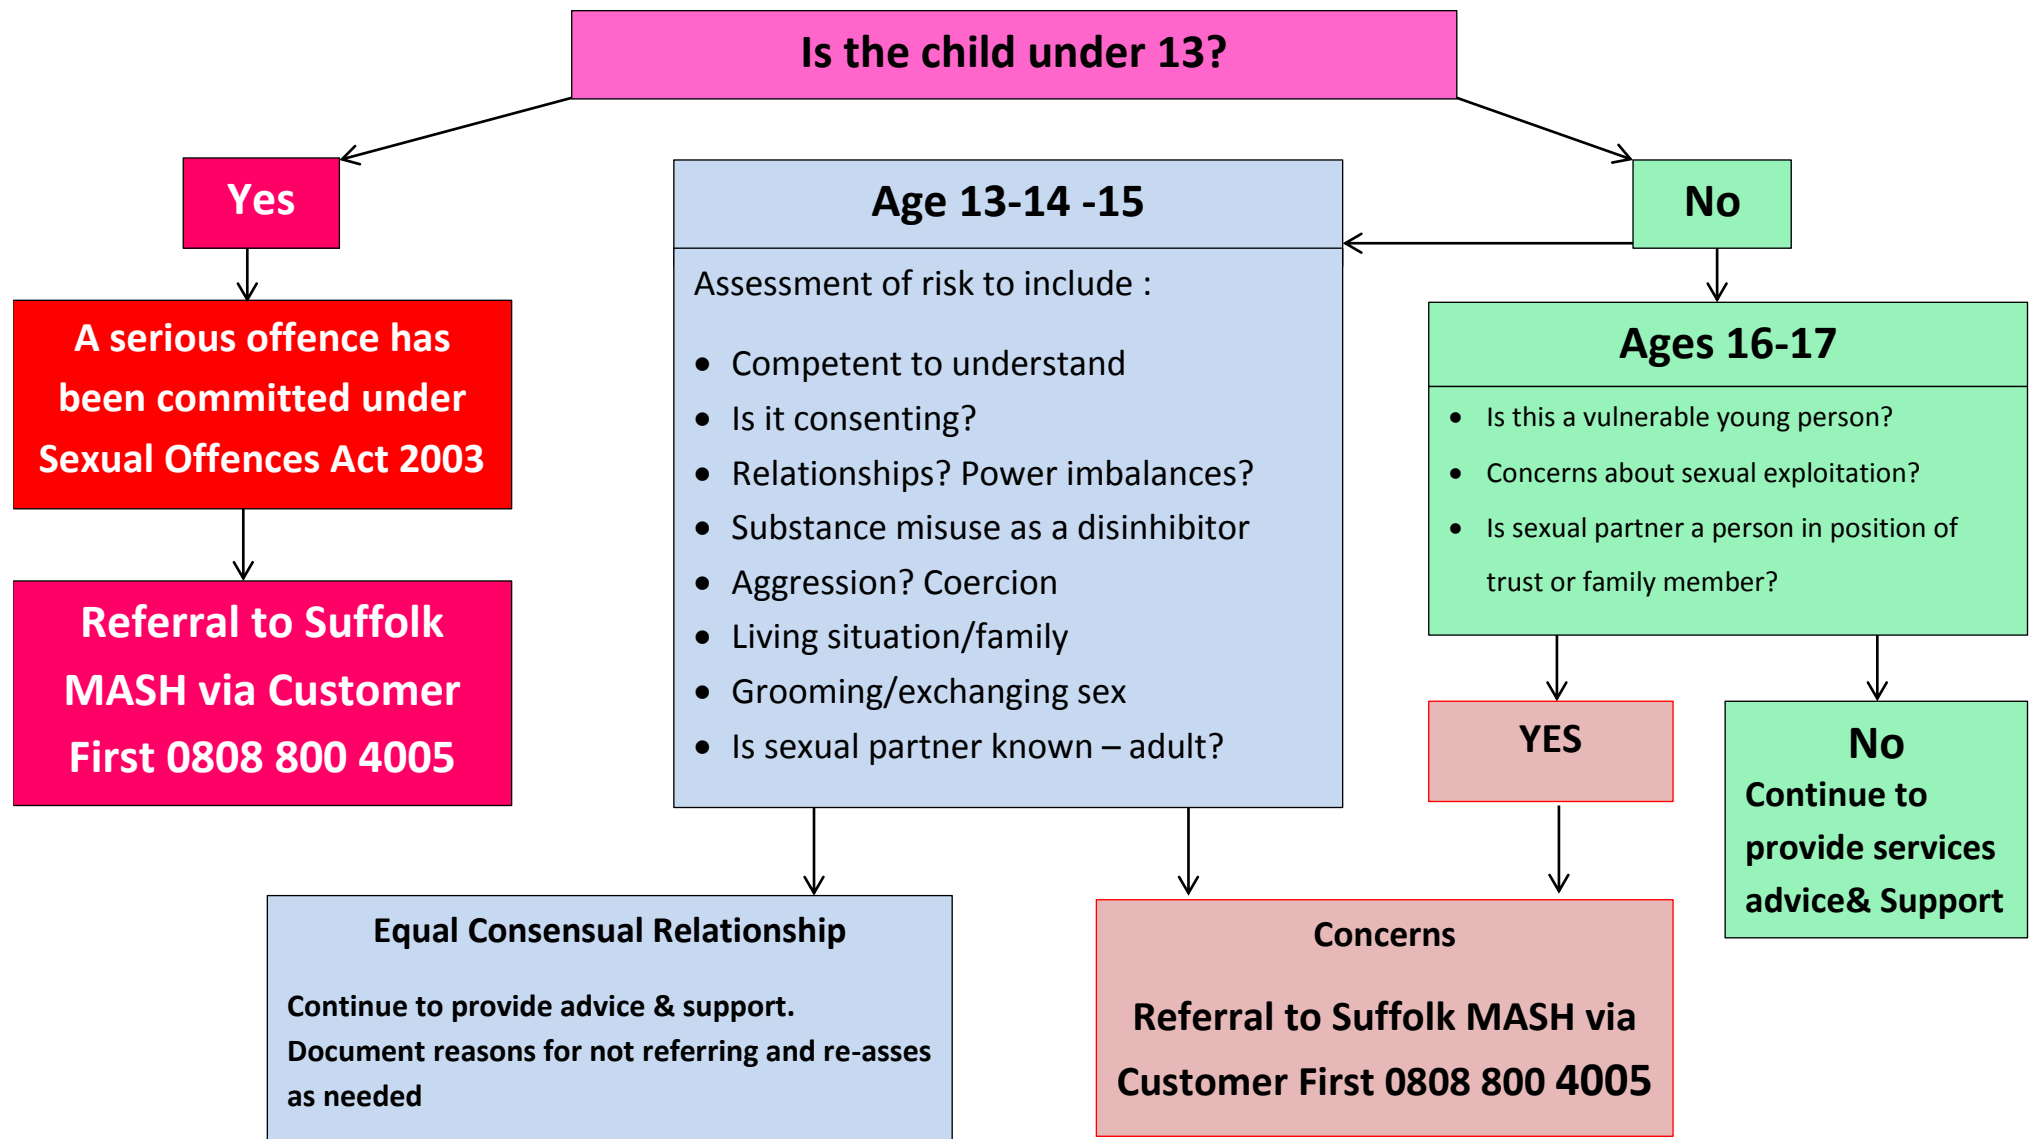 Is the child under 13?
Yes
No
A serious offence has
been committed under
Sexual Offences Act 2003
Referral to Suffolk
MASH via Customer
First 0808 800 4005
Age 13-14 -15
Assessment of risk to include :
• Competent to understand
• Is it consenting?
• Relationships? Power imbalances?
• Substance misuse as a disinhibitor
• Aggression? Coercion
• Living situation/family
• Grooming/exchanging sex
• Is sexual partner known – adult?
Ages 16-17
• Is this a vulnerable young person?
• Concerns about sexual exploitation?
• Is sexual partner a person in position of
trust or family member?
YES
No
Continue to
provide services
advice& Support
Equal Consensual Relationship
Continue to provide advice & support.
Document reasons for not referring and re-asses
as needed
Concerns
Referral to Suffolk MASH via
Customer First 0808 800 4005